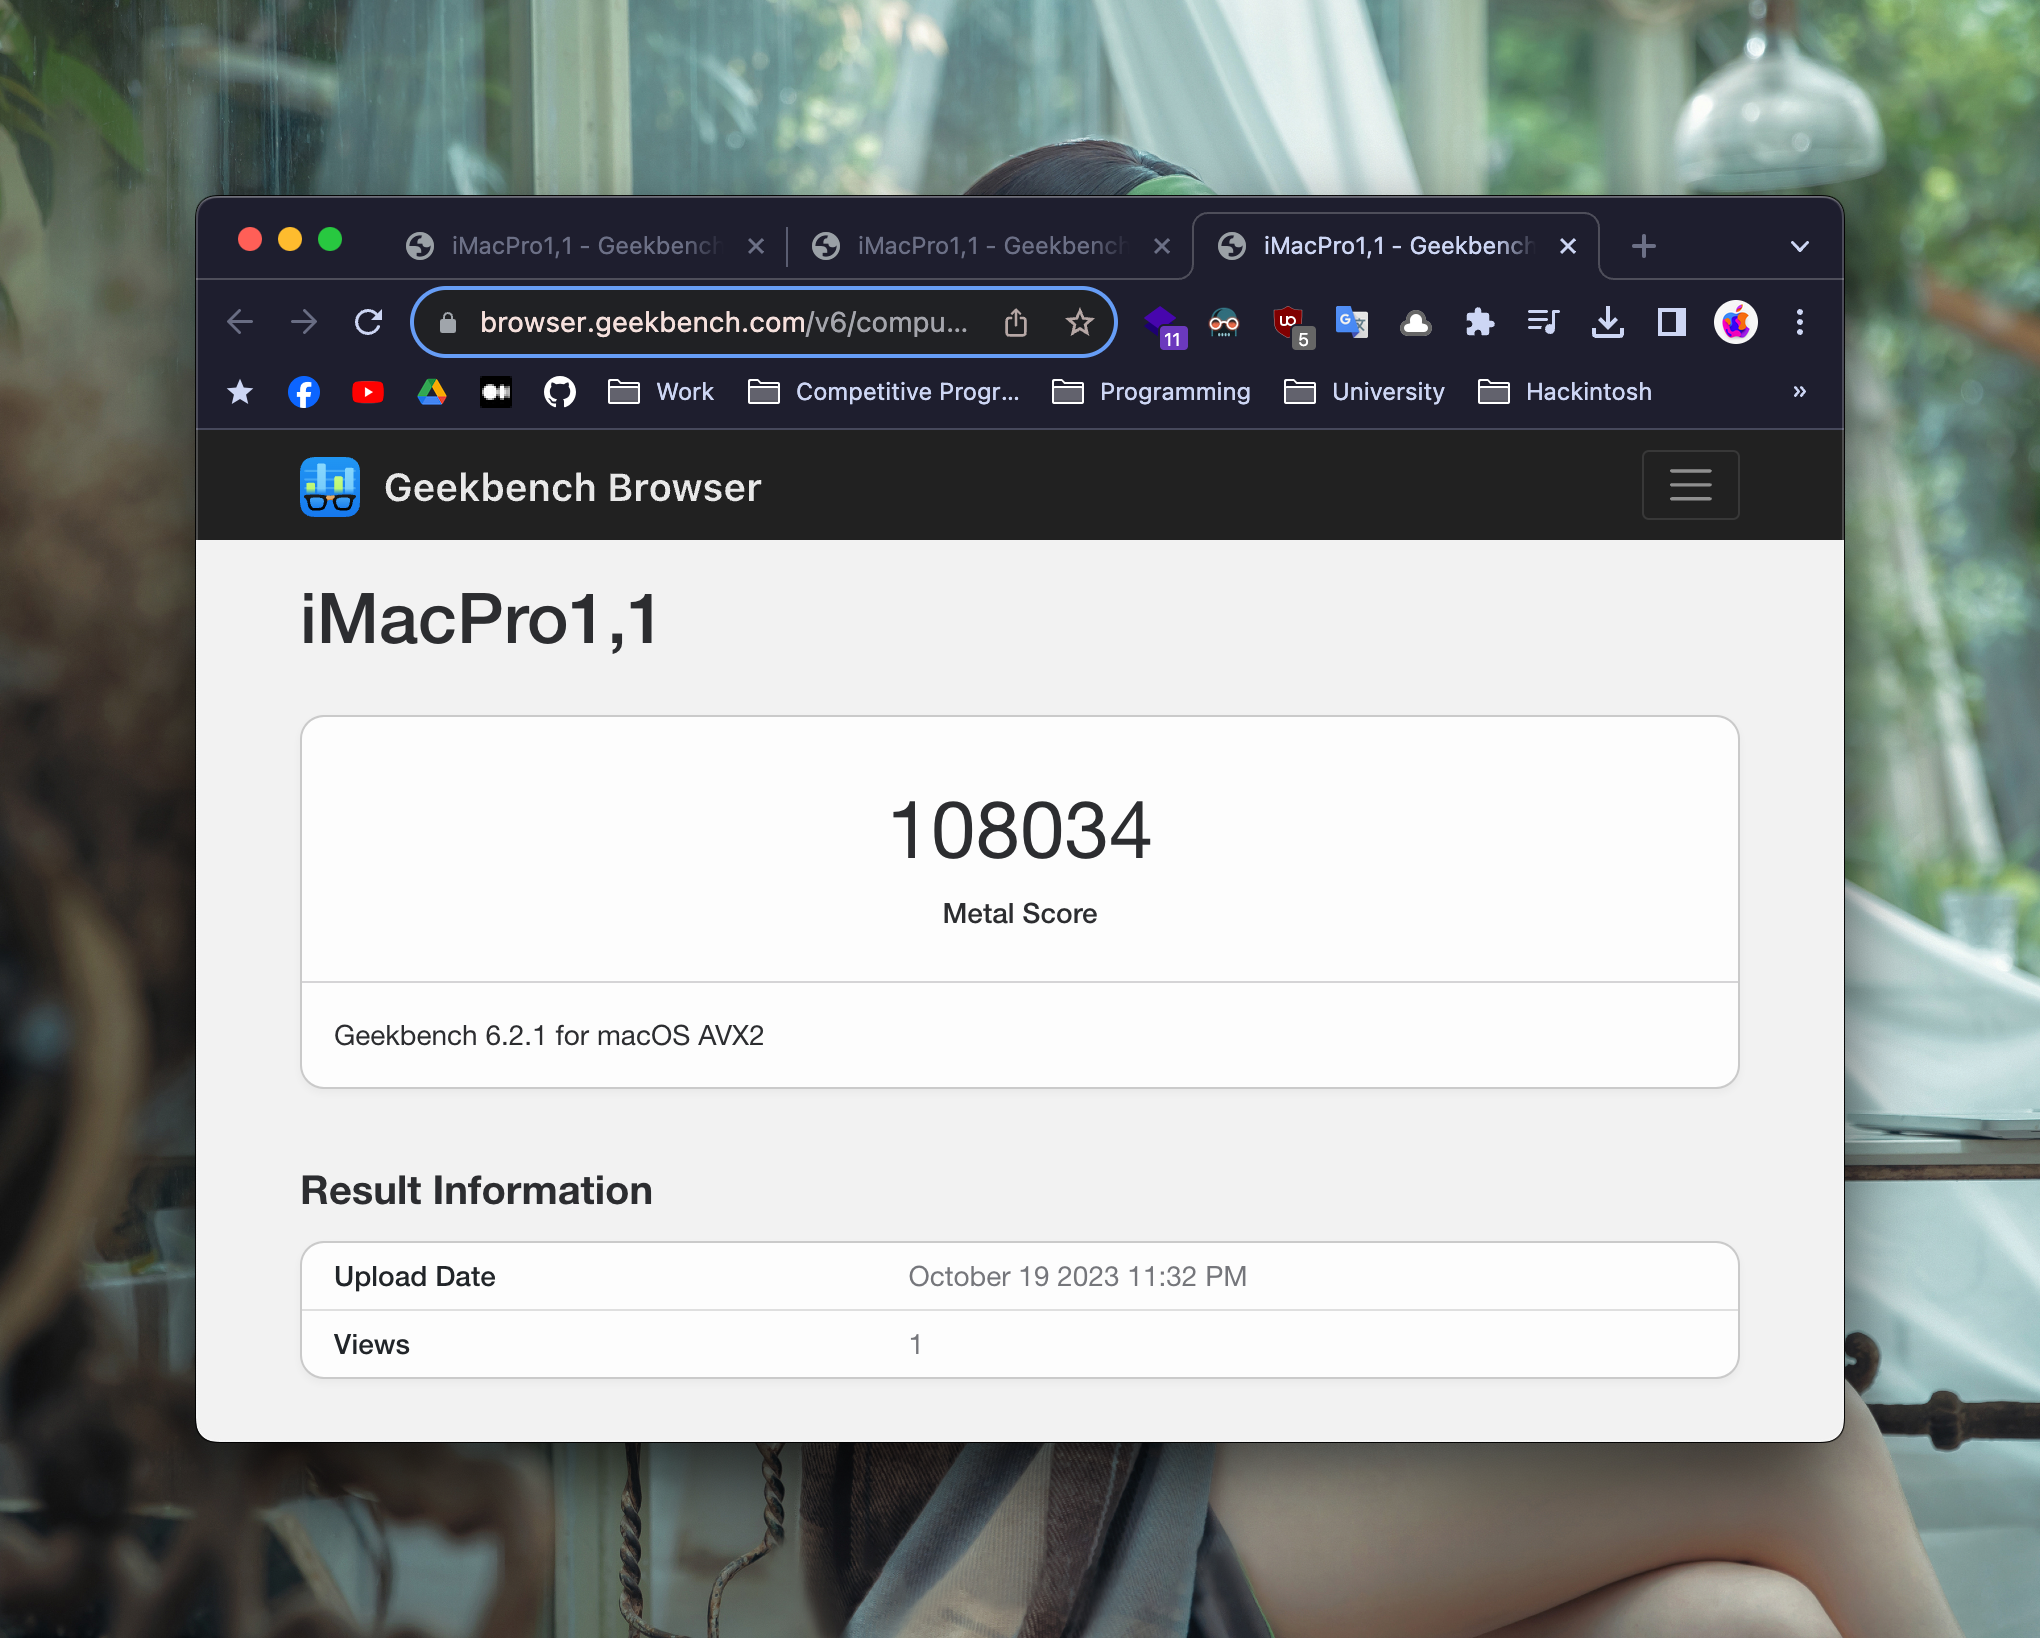 iMacPro1,1 - Geekbench
iMacPro1,1 - Geekbench
iMacPro1,1 - Geekbench
browser.geekbench.com/v6/compu...
11
5
Work
Competitive Progr...
Programming
University
Hackintosh
»
Geekbench Browser
iMacPro1,1
108034
Metal Score
Geekbench 6.2.1 for macOS AVX2
Result Information
Upload Date October 19 2023 11:32 PM
Views 1